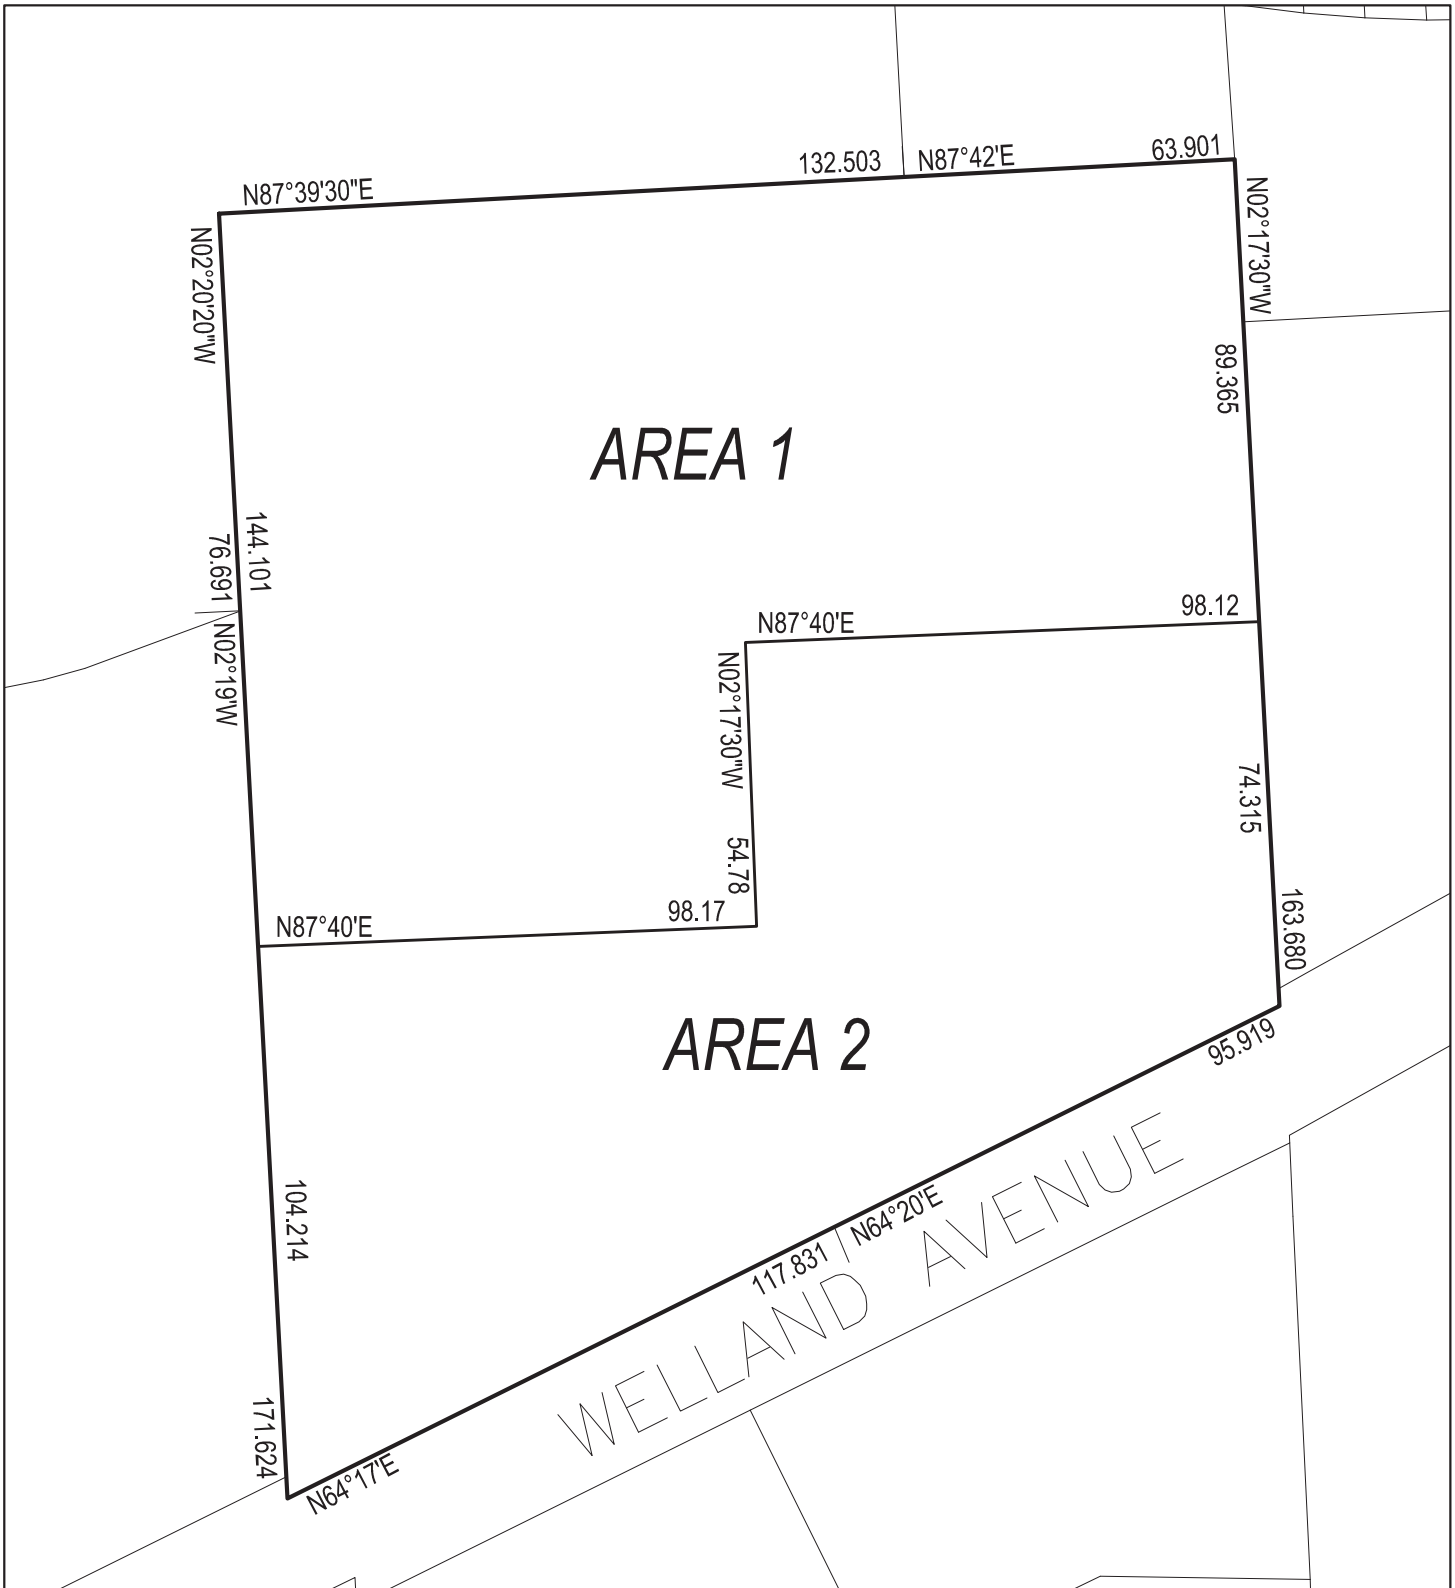 132.503
N87°42'E
63.901
N87°39'30"E
N02°17'30"W
N02°20'20"W
89.365
AREA 1
144.101
76.691
98.12
N87°40'E
N02°19'W
N02°17'30"W
74.315
54.78
163.680
98.17
N87°40'E
AREA 2
95.919
104.214
N64°20'E
117.831
WELLAND AVENUE
171.624
N64°17'E